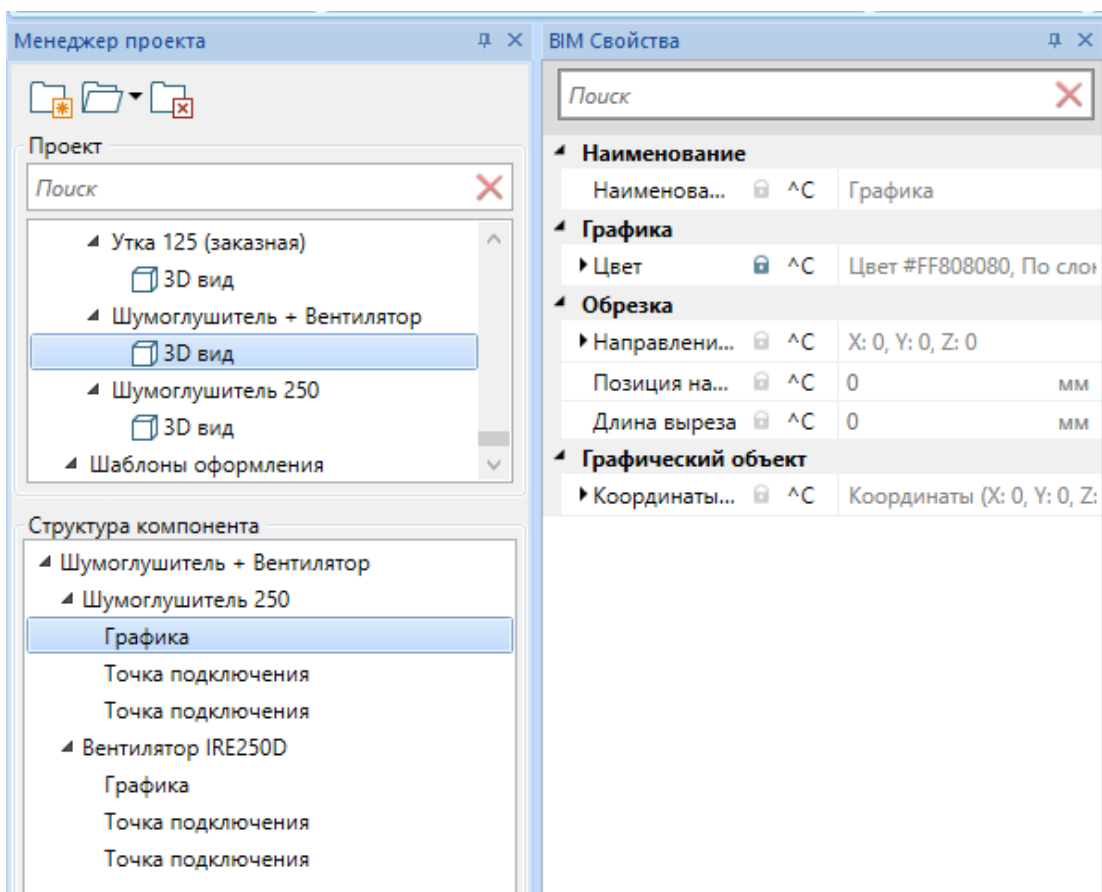 Менеджер проекта
Проект
Поиск
Утка 125 (заказная)
3D вид
Шумоглушитель + Вентилятор
3D вид
Шумоглушитель 250
3D вид
Шаблоны оформления
Структура компонента
Шумоглушитель + Вентилятор
Шумоглушитель 250
Графика
Точка подключения
Точка подключения
Вентилятор IRE250D
Графика
Точка подключения
Точка подключения
BIM Свойства
Поиск
Наименование
Наименова... ^C Графика
Графика
Цвет ^C Цвет #FF808080, По слою
Обрезка
Направлени... ^C X: 0, Y: 0, Z: 0
Позиция на... ^C 0 мм
Длина выреза ^C 0 мм
Графический объект
Координаты... ^C Координаты (X: 0, Y: 0, Z: